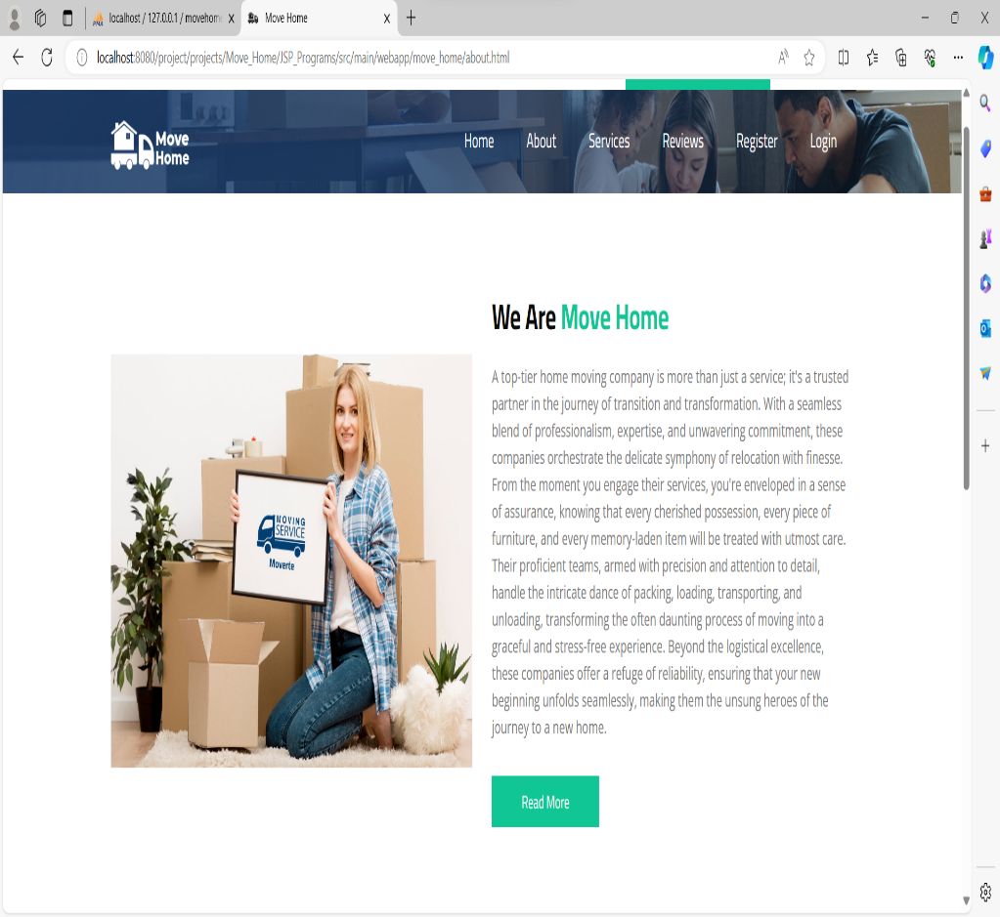 localhost / 127.0.0.1 / movehom
Move Home
localhost:8080/project/projects/Move_Home/JSP_Programs/src/main/webapp/move_home/about.html
Move
Home
Home About Services Reviews Register Login
We Are Move Home
A top-tier home moving company is more than just a service; it's a trusted
partner in the journey of transition and transformation. With a seamless
blend of professionalism, expertise, and unwavering commitment, these
companies orchestrate the delicate symphony of relocation with finesse.
From the moment you engage their services, you're enveloped in a sense
of assurance, knowing that every cherished possession, every piece of
furniture, and every memory-laden item will be treated with utmost care.
Their proficient teams, armed with precision and attention to detail,
handle the intricate dance of packing, loading, transporting, and
unloading, transforming the often daunting process of moving into a
graceful and stress-free experience. Beyond the logistical excellence,
these companies offer a refuge of reliability, ensuring that your new
beginning unfolds seamlessly, making them the unsung heroes of the
journey to a new home.
MOVING
SERVICE
Moverte
Read More